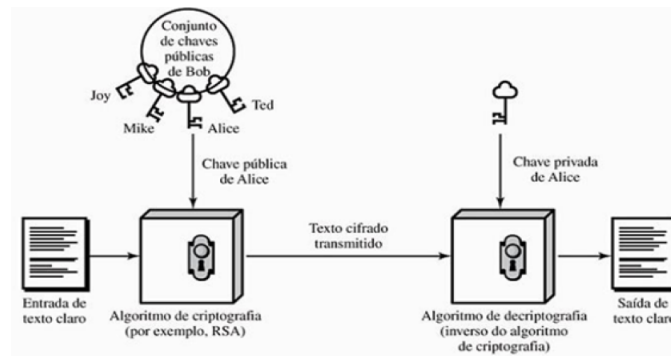 Conjunto
de chaves
públicas
de Bob
Joy
Ted
Mike
Alice
Chave pública
de Alice
Chave privada
de Alice
Texto cifrado
transmitido
Entrada de
texto claro
Algoritmo de criptografia
(por exemplo, RSA)
Algoritmo de decriptografia
(inverso do algoritmo
de criptografia)
Saída de
texto claro